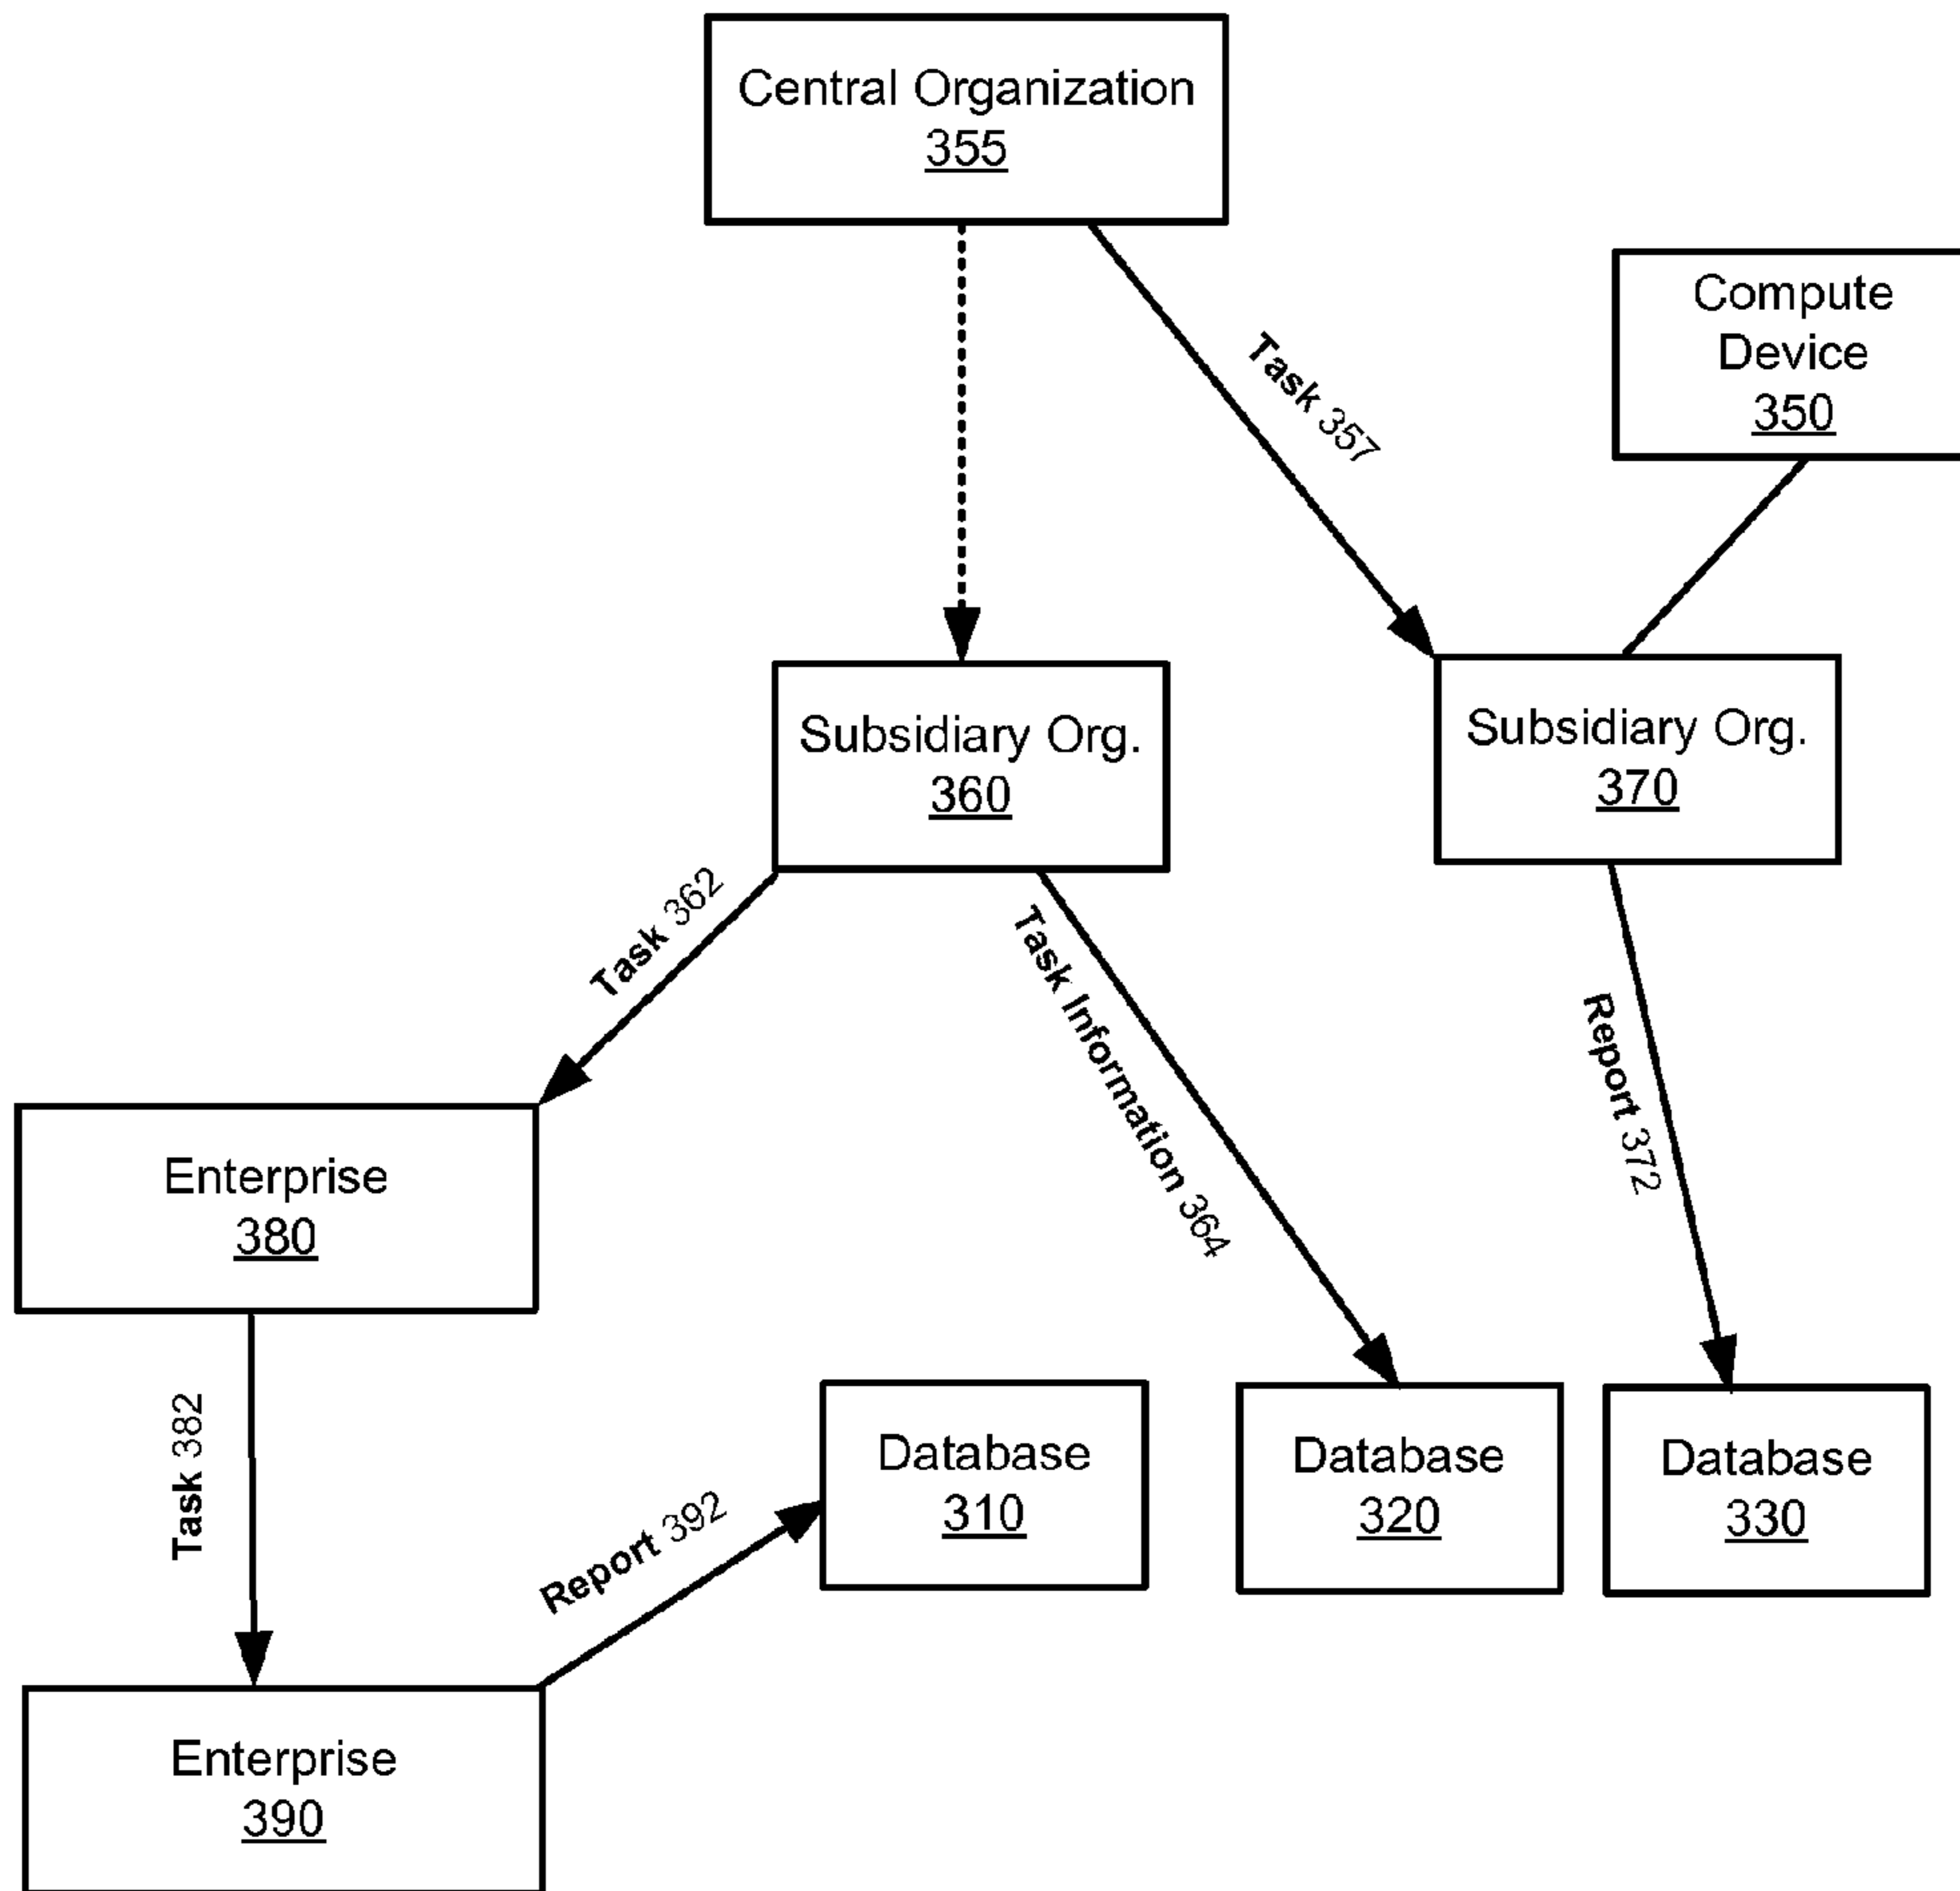 Central Organization
355
Compute
Device
350
Task 357
Subsidiary Org.
360
Subsidiary Org.
370
Task 362
Task Information 364
Report 372
Enterprise
380
Task 382
Report 392
Database
310
Database
320
Database
330
Enterprise
390